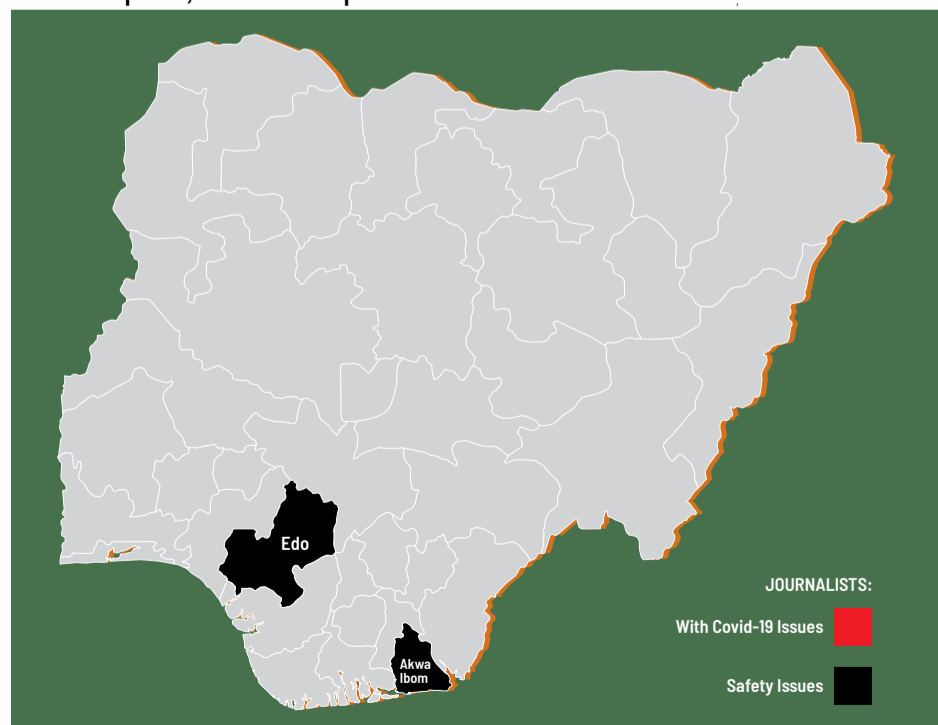 Edo
Akwa
Ibom
JOURNALISTS:
With Covid-19 Issues
Safety Issues